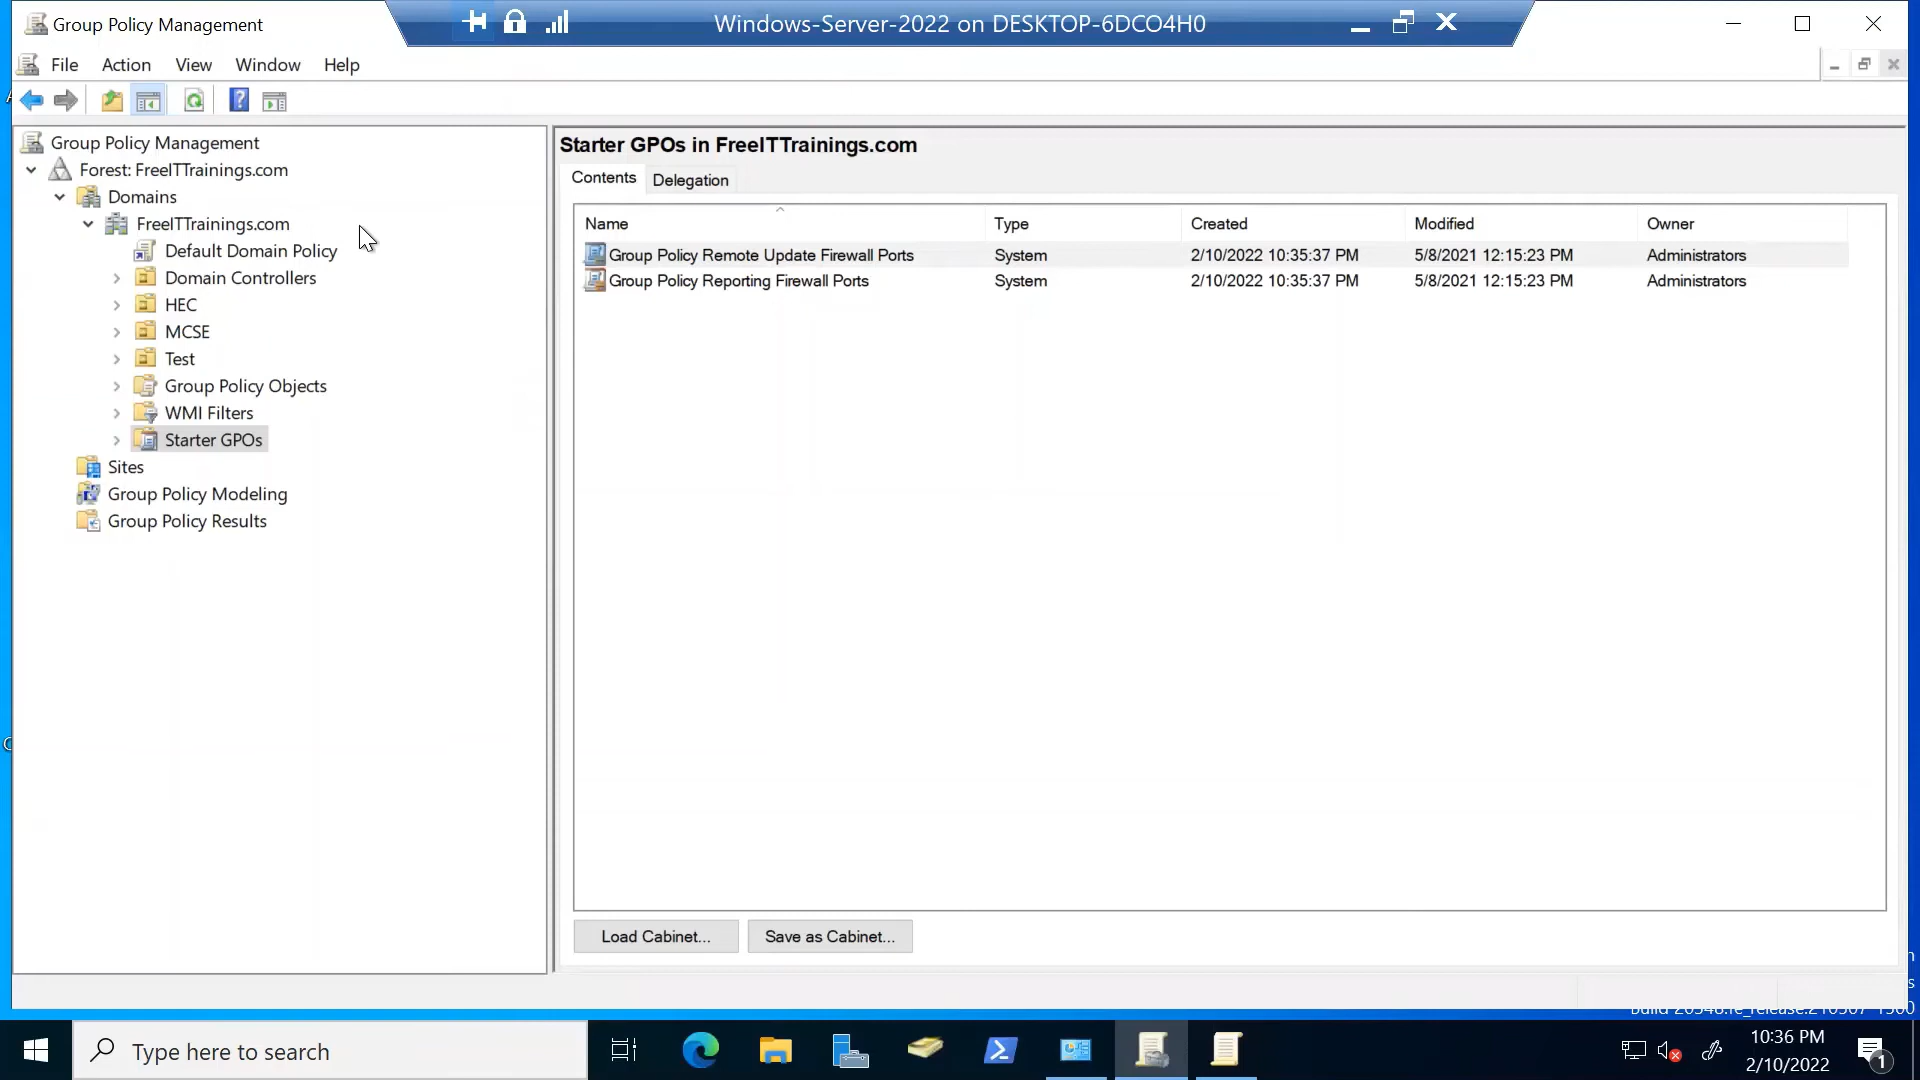 Group Policy Management
Windows-Server-2022 on DESKTOP-6DCO4H0
File Action View Window Help
Group Policy Management
Forest: FreeITTrainings.com
Domains
FreeITTrainings.com
Default Domain Policy
Domain Controllers
HEC
MCSE
Test
Group Policy Objects
WMI Filters
Starter GPOs
Sites
Group Policy Modeling
Group Policy Results
Starter GPOs in FreeITTrainings.com
Contents Delegation
Name Type Created Modified Owner
Group Policy Remote Update Firewall Ports System 2/10/2022 10:35:37 PM 5/8/2021 12:15:23 PM Administrators
Group Policy Reporting Firewall Ports System 2/10/2022 10:35:37 PM 5/8/2021 12:15:23 PM Administrators
Load Cabinet... Save as Cabinet...
Type here to search
10:36 PM
2/10/2022
1